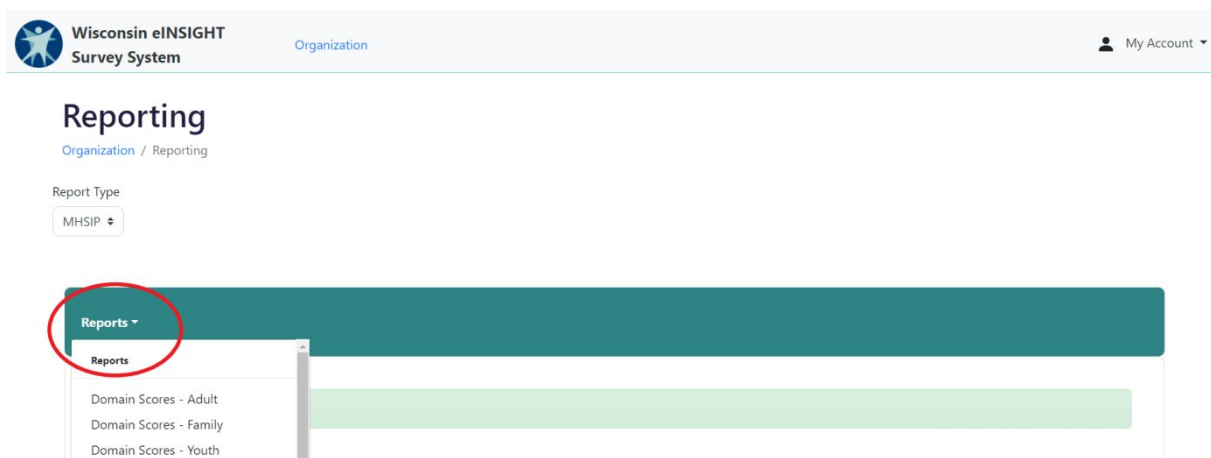 Wisconsin eINSIGHT
Survey System
Organization
My Account
Reporting
Organization / Reporting
Report Type
MHSIP
Reports
Reports
Domain Scores - Adult
Domain Scores - Family
Domain Scores - Youth